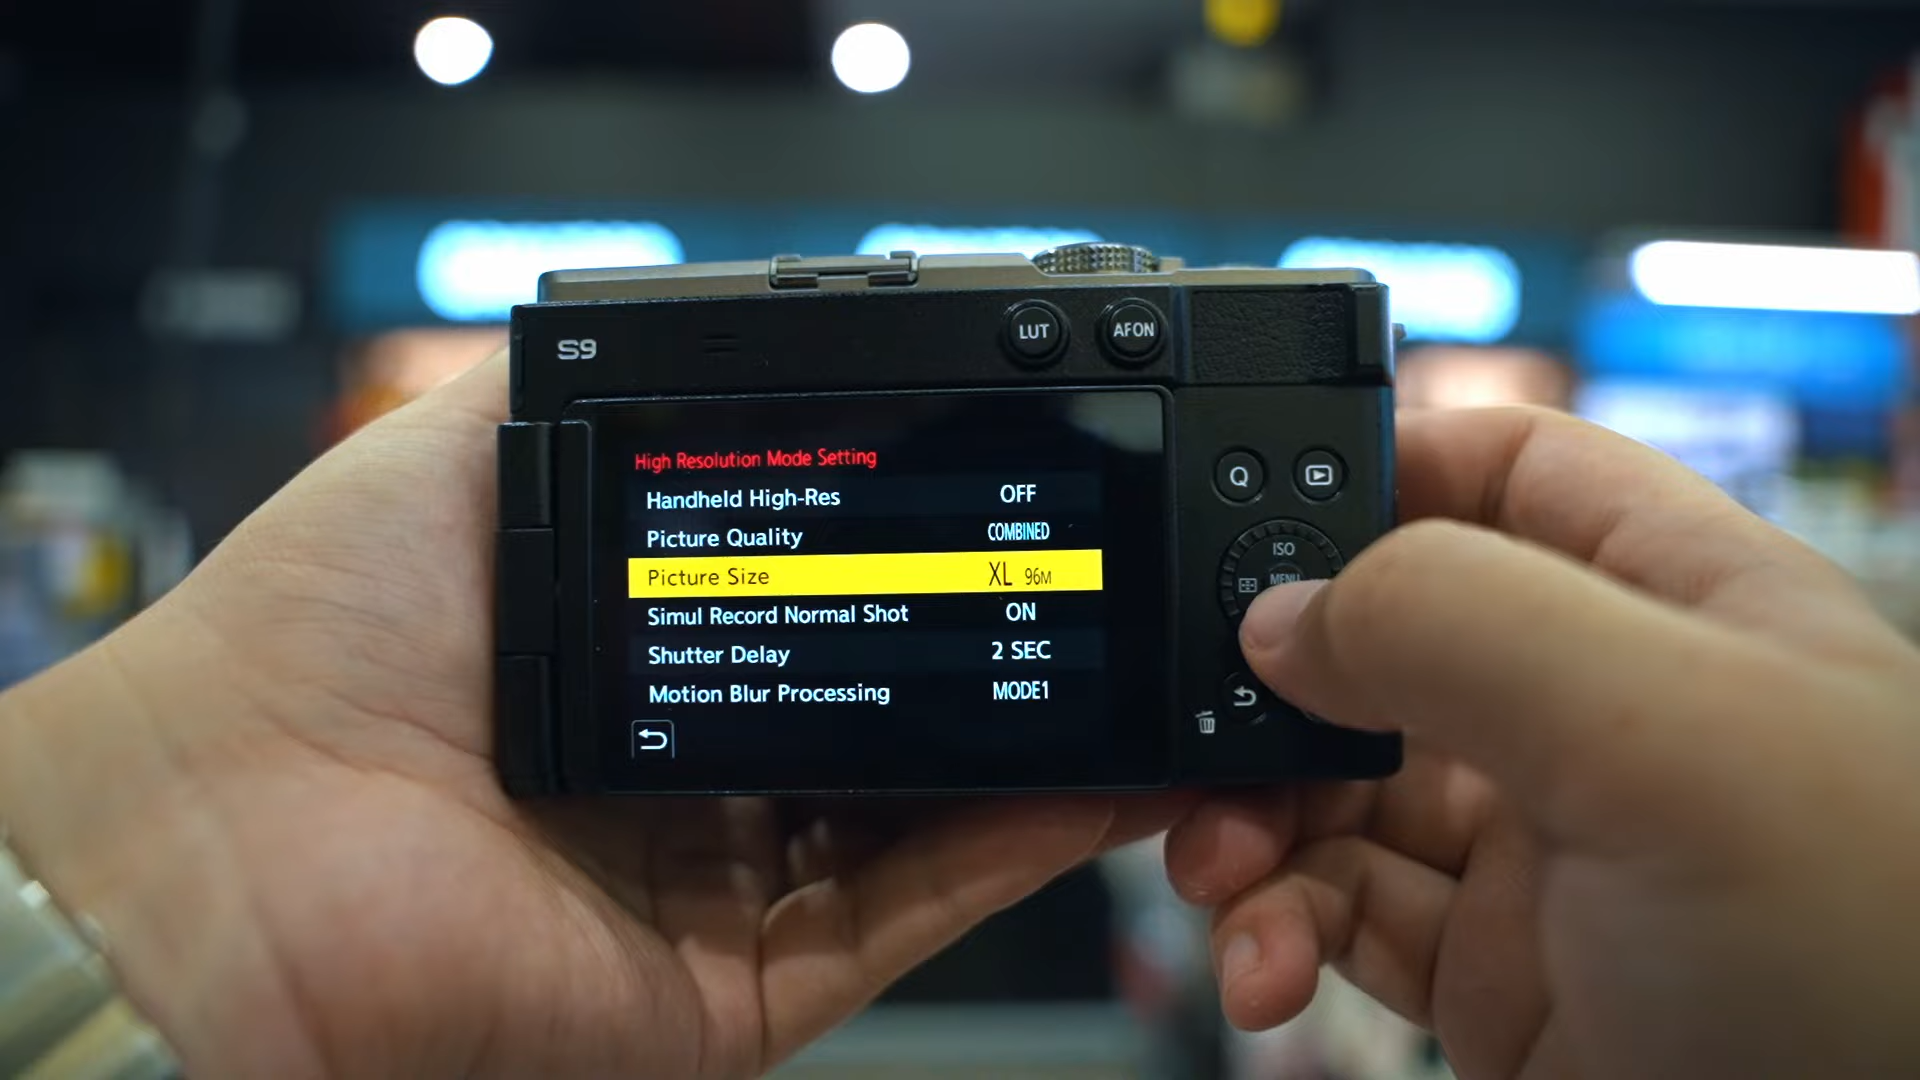 S9
LUT
AFON
High Resolution Mode Setting
Handheld High-Res OFF
Picture Quality COMBINED
Picture Size XL 96M
Simul Record Normal Shot ON
Shutter Delay 2 SEC
Motion Blur Processing MODE1
Q
ISO
MENU